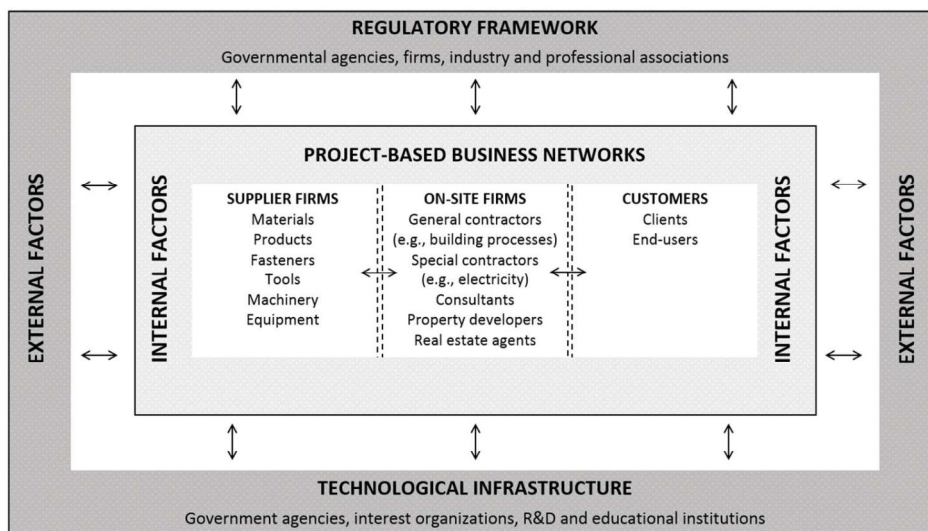 REGULATORY FRAMEWORK
Governmental agencies, firms, industry and professional associations
EXTERNAL FACTORS
INTERNAL FACTORS
PROJECT-BASED BUSINESS NETWORKS
SUPPLIER FIRMS
Materials
Products
Fasteners
Tools
Machinery
Equipment
ON-SITE FIRMS
General contractors
(e.g., building processes)
Special contractors
(e.g., electricity)
Consultants
Property developers
Real estate agents
CUSTOMERS
Clients
End-users
INTERNAL FACTORS
EXTERNAL FACTORS
TECHNOLOGICAL INFRASTRUCTURE
Government agencies, interest organizations, R&D and educational institutions